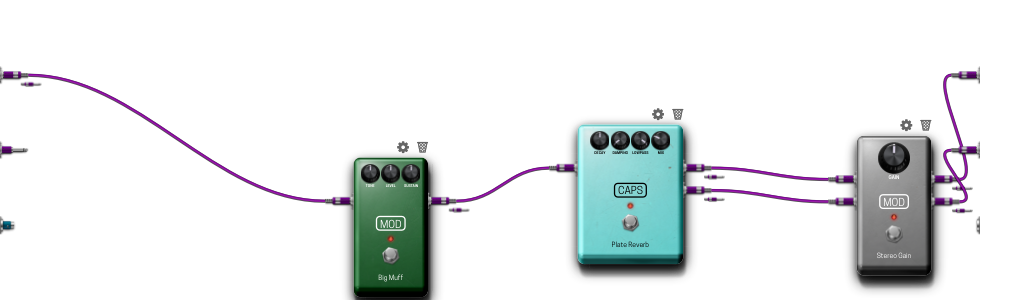 TONE LEVEL SUSTAIN
MOD
Big Muff
DECAY DAMPING LOWPASS MIX
CAPS
Plate Reverb
GAIN
MOD
Stereo Gain